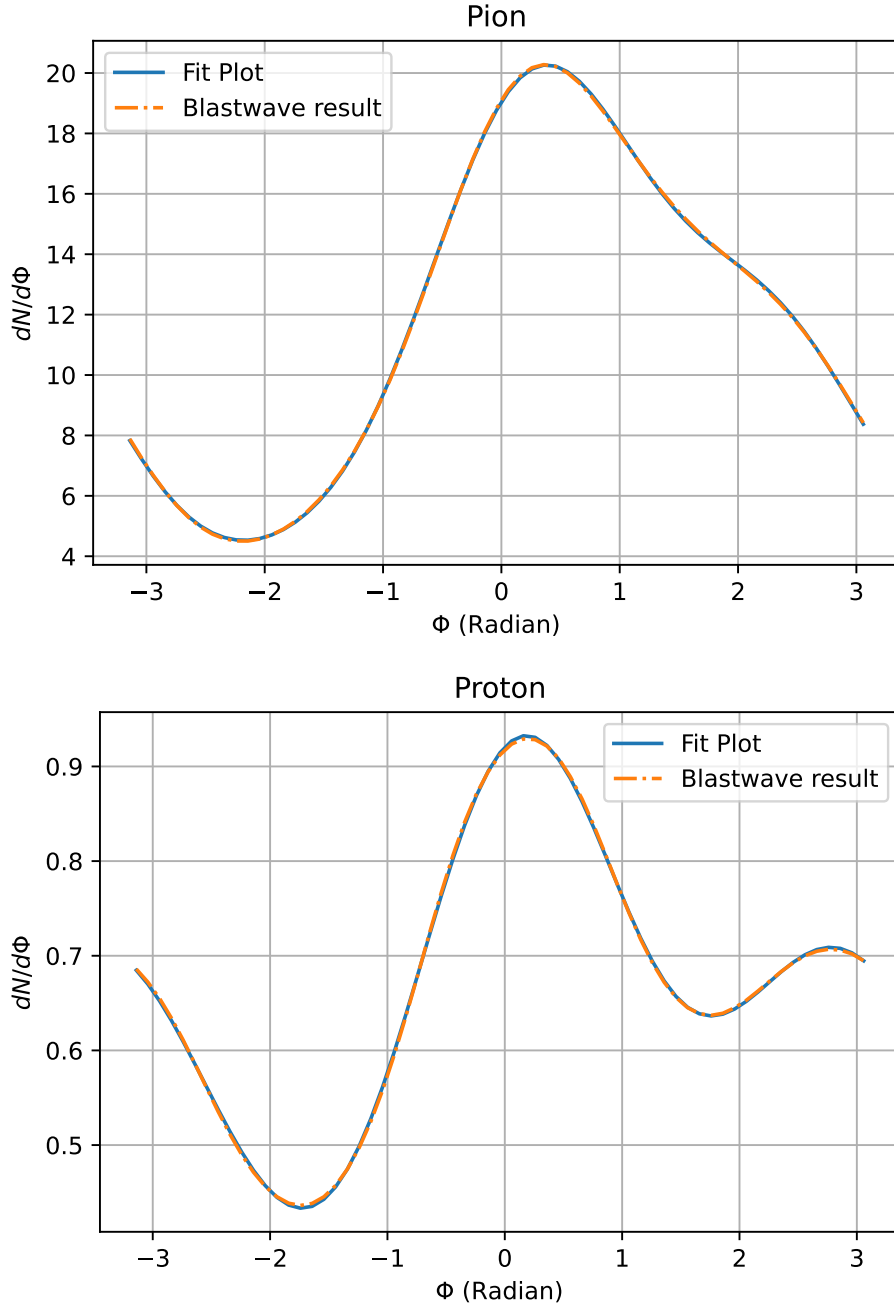 Pion
Fit Plot
Blastwave result
20
18
16
14
12
10
8
6
4
dN/dΦ
−3 −2 −1 0 1 2 3
Φ (Radian)
Proton
Fit Plot
Blastwave result
0.9
0.8
0.7
0.6
0.5
dN/dΦ
−3 −2 −1 0 1 2 3
Φ (Radian)